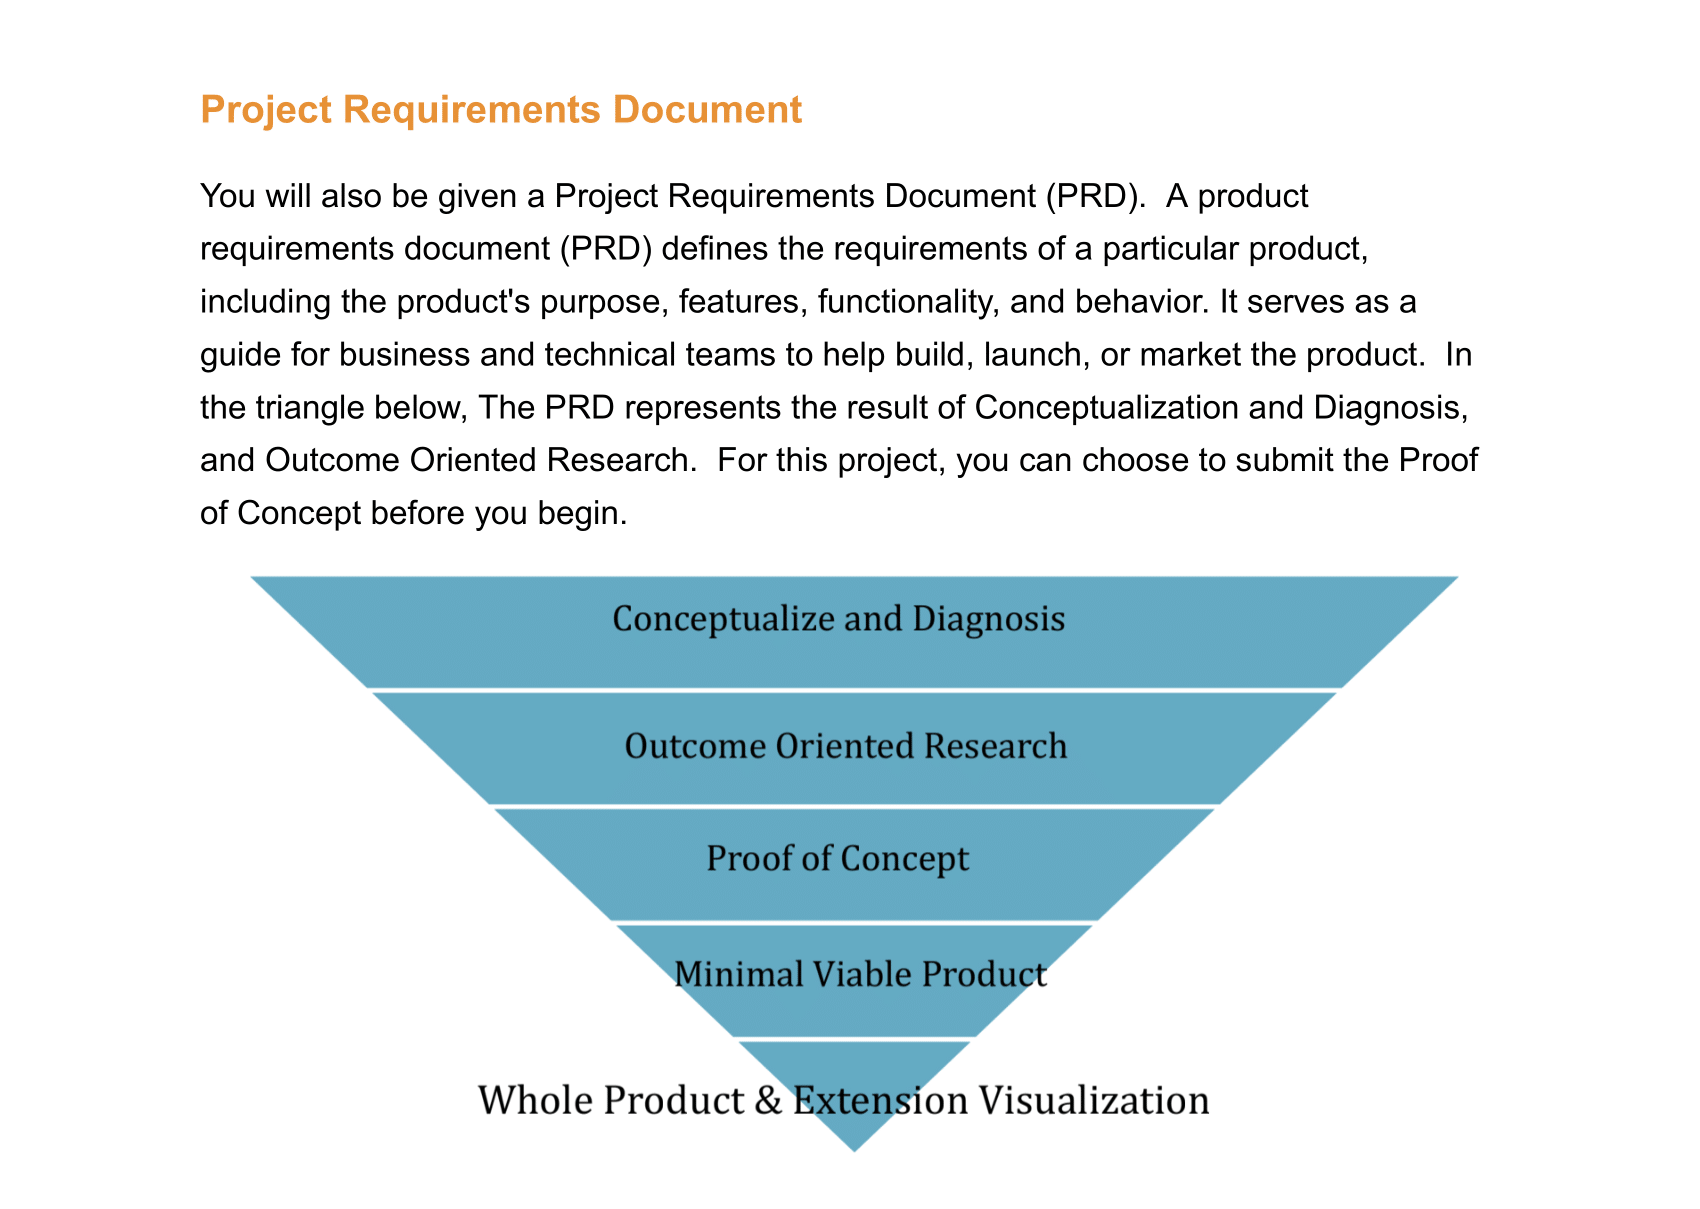 Project Requirements Document
You will also be given a Project Requirements Document (PRD).  A product
requirements document (PRD) defines the requirements of a particular product,
including the product's purpose, features, functionality, and behavior. It serves as a
guide for business and technical teams to help build, launch, or market the product.  In
the triangle below, The PRD represents the result of Conceptualization and Diagnosis,
and Outcome Oriented Research.  For this project, you can choose to submit the Proof
of Concept before you begin.
Conceptualize and Diagnosis
Outcome Oriented Research
Proof of Concept
Minimal Viable Product
Whole Product & Extension Visualization